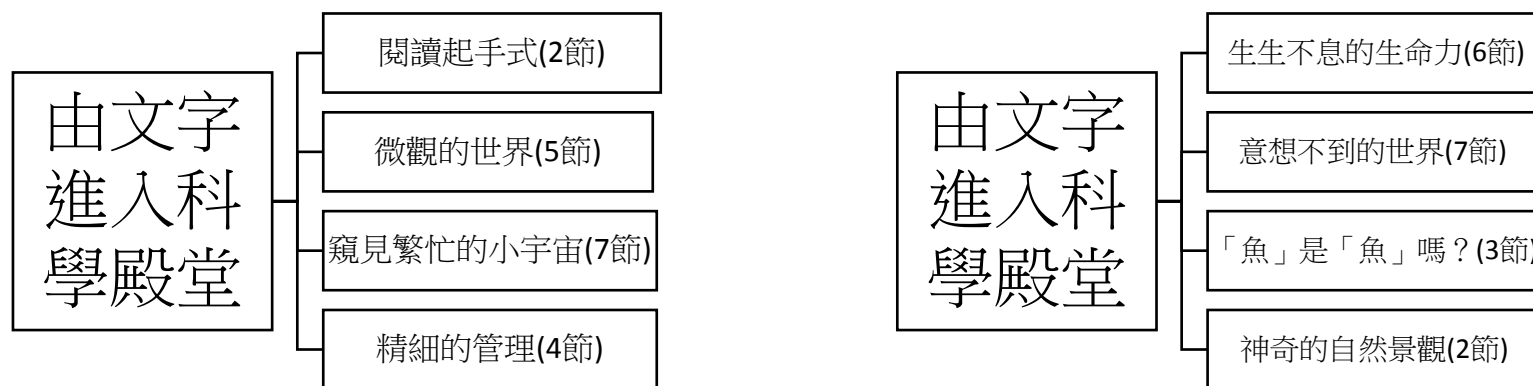 由文字
進入科
學殿堂
閱讀起手式(2節)
微觀的世界(5節)
窺見繁忙的小宇宙(7節)
精細的管理(4節)
由文字
進入科
學殿堂
生生不息的生命力(6節)
意想不到的世界(7節)
「魚」是「魚」嗎？(3節)
神奇的自然景觀(2節)